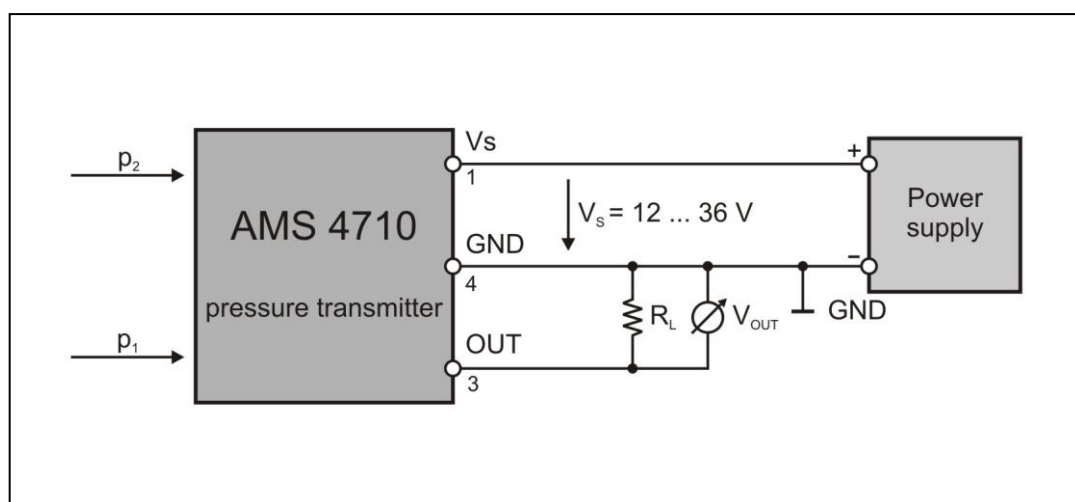 p₂
AMS 4710
pressure transmitter
p₁
Vs
1
GND
4
OUT
3
Vₛ = 12 ... 36 V
R_L
V_OUT
GND
+
−
Power
supply